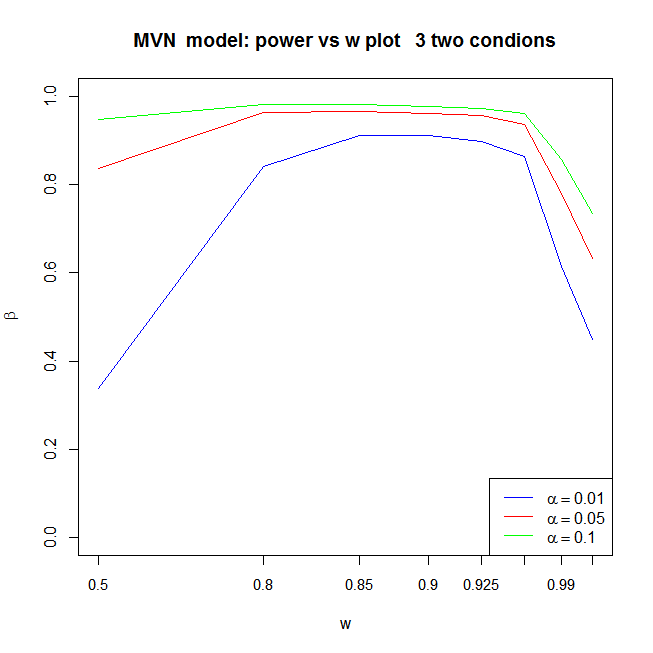 MVN model: power vs w plot 3 two condions
β
1.0
0.8
0.6
0.4
0.2
0.0
0.5 0.8 0.85 0.9 0.925 0.99
w
α = 0.01
α = 0.05
α = 0.1